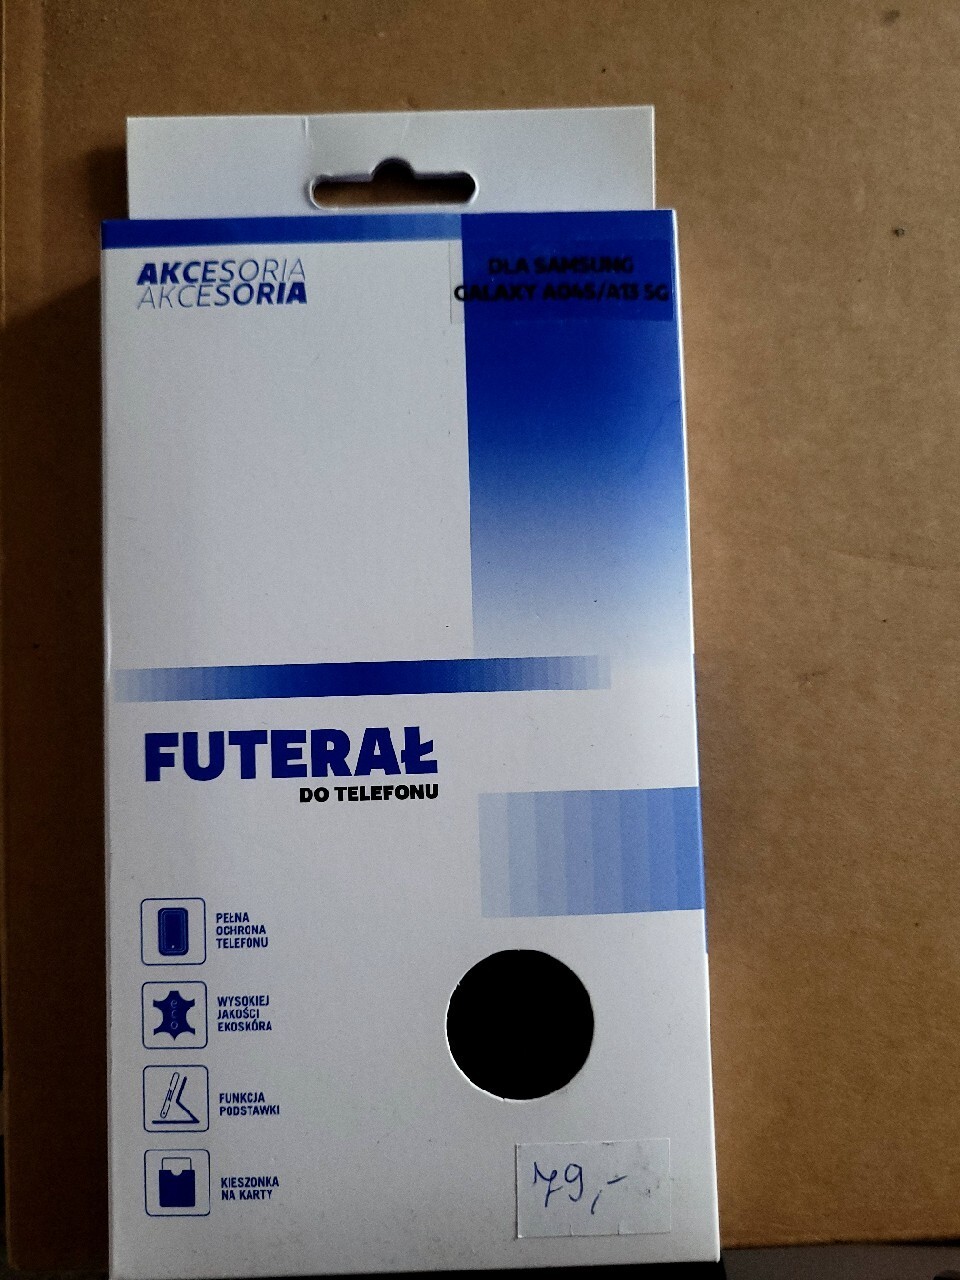 AKCESORIA
AKCESORIA
DLA SAMSUNG
GALAXY A04S/A13 5G
FUTERAŁ
DO TELEFONU
PEŁNA
OCHRONA
TELEFONU
eco
WYSOKIEJ
JAKOŚCI
EKOSKÓRA
FUNKCJA
PODSTAWKI
KIESZONKA
NA KARTY
79,-